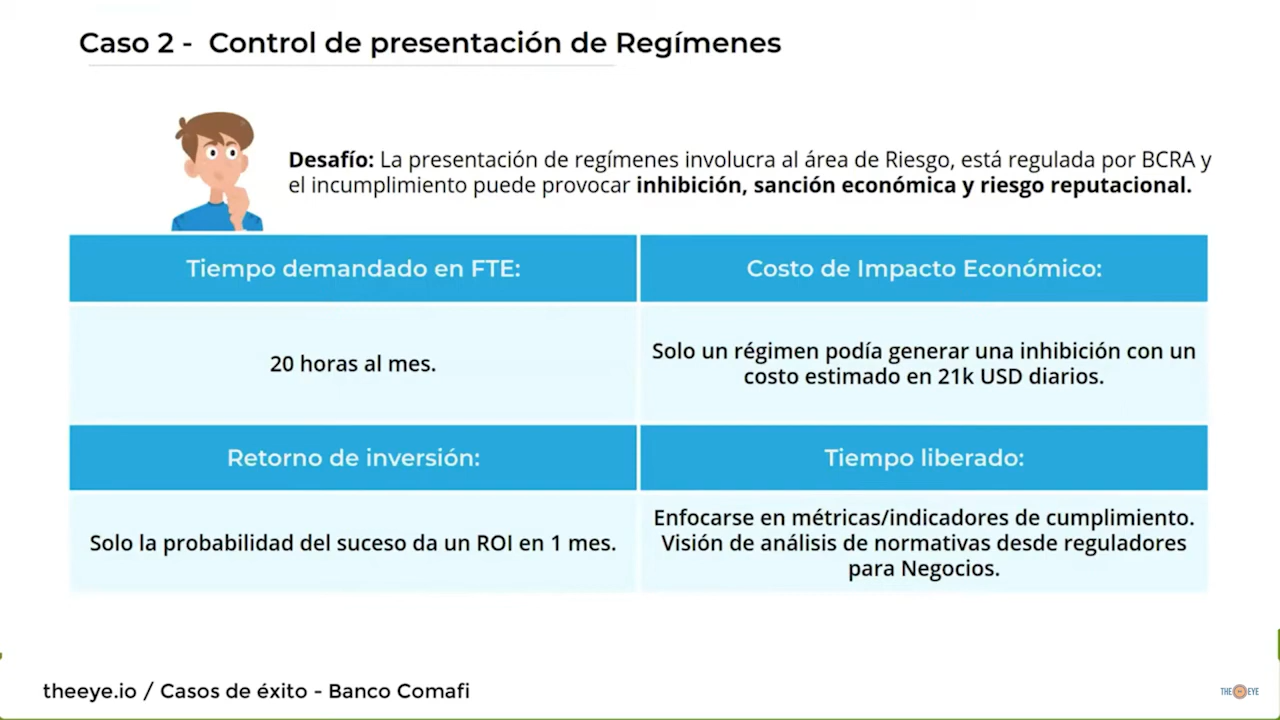 Caso 2 -  Control de presentación de Regímenes
Desafío: La presentación de regímenes involucra al área de Riesgo, está regulada por BCRA y
el incumplimiento puede provocar inhibición, sanción económica y riesgo reputacional.
Tiempo demandado en FTE:
Costo de Impacto Económico:
20 horas al mes.
Solo un régimen podía generar una inhibición con un
costo estimado en 21k USD diarios.
Retorno de inversión:
Tiempo liberado:
Solo la probabilidad del suceso da un ROI en 1 mes.
Enfocarse en métricas/indicadores de cumplimiento.
Visión de análisis de normativas desde reguladores
para Negocios.
theeye.io / Casos de éxito - Banco Comafi
THE EYE